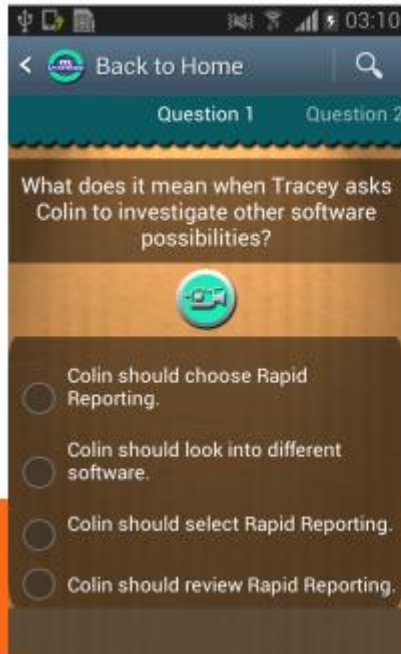 03:10
Back to Home
Question 1 Question 2
What does it mean when Tracey asks
Colin to investigate other software
possibilities?
Colin should choose Rapid
Reporting.
Colin should look into different
software.
Colin should select Rapid Reporting.
Colin should review Rapid Reporting.